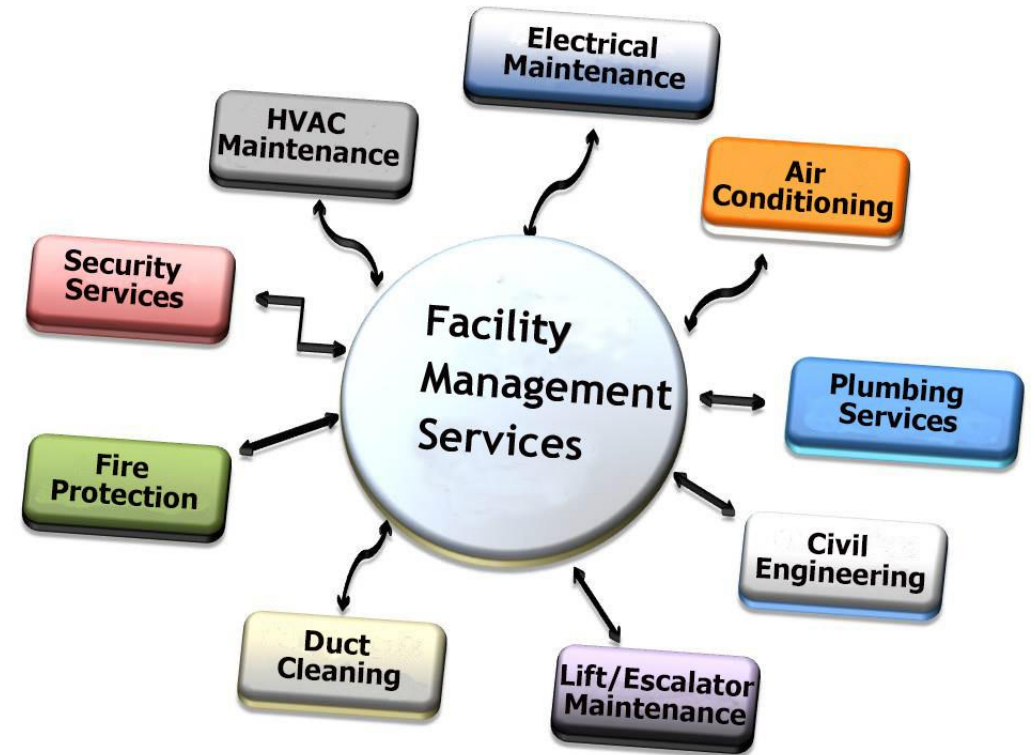 Electrical
Maintenance
HVAC
Maintenance
Air
Conditioning
Security
Services
Facility
Management
Services
Plumbing
Services
Fire
Protection
Civil
Engineering
Duct
Cleaning
Lift/Escalator
Maintenance